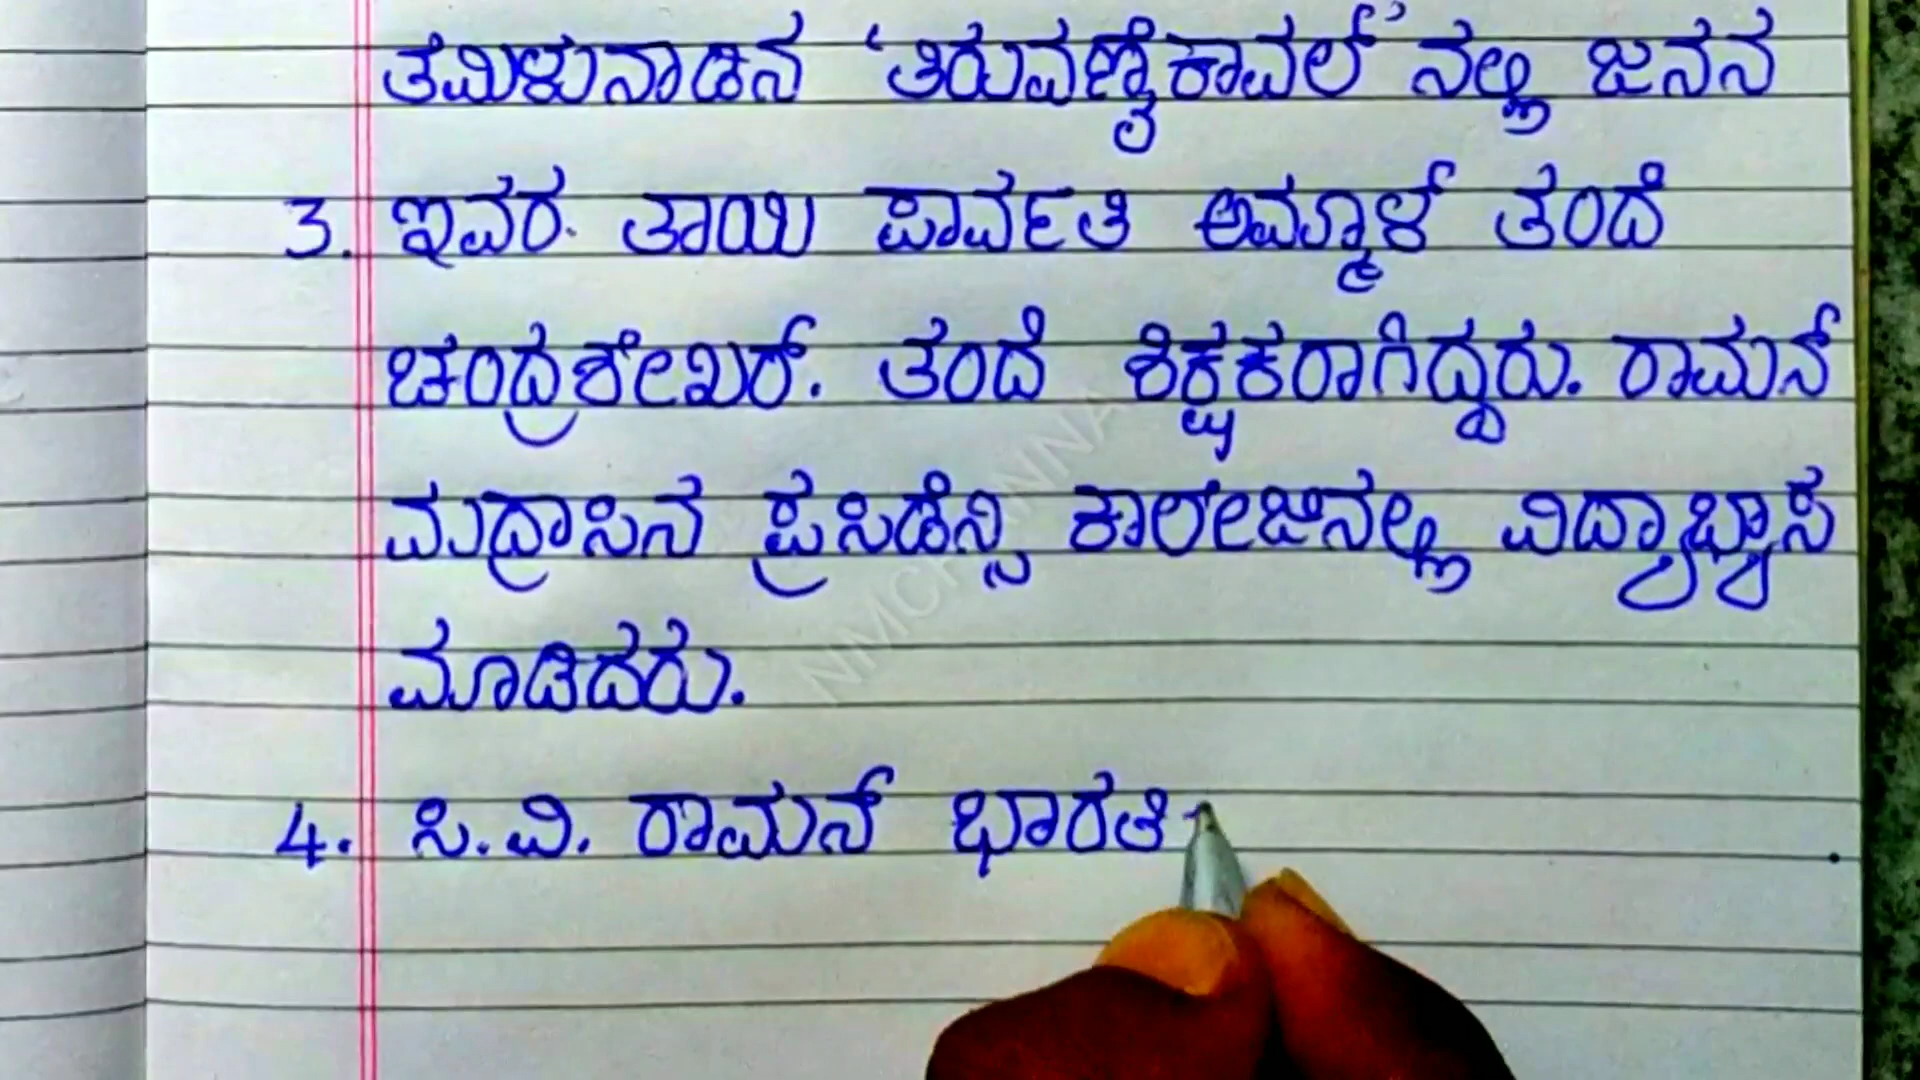 ತಮಿಳುನಾಡಿನ 'ತಿರುವಣ್ಣೈಕಾವಲ್' ನಲ್ಲಿ ಜನನ
3. ಇವರ. ತಾಯಿ ಪಾರ್ವತಿ ಅಮ್ಮಾಳ್ ತಂದೆ
ಚಂದ್ರಶೇಖರ್. ತಂದೆ ಶಿಕ್ಷಕರಾಗಿದ್ದರು. ರಾಮನ್
ಮದ್ರಾಸಿನ ಪ್ರಸಿಡೆನ್ಸಿ ಕಾಲೇಜಿನಲ್ಲಿ ವಿದ್ಯಾಭ್ಯಾಸ
ಮಾಡಿದರು.
4. ಸಿ. ವಿ. ರಾಮನ್ ಭಾರತಿ